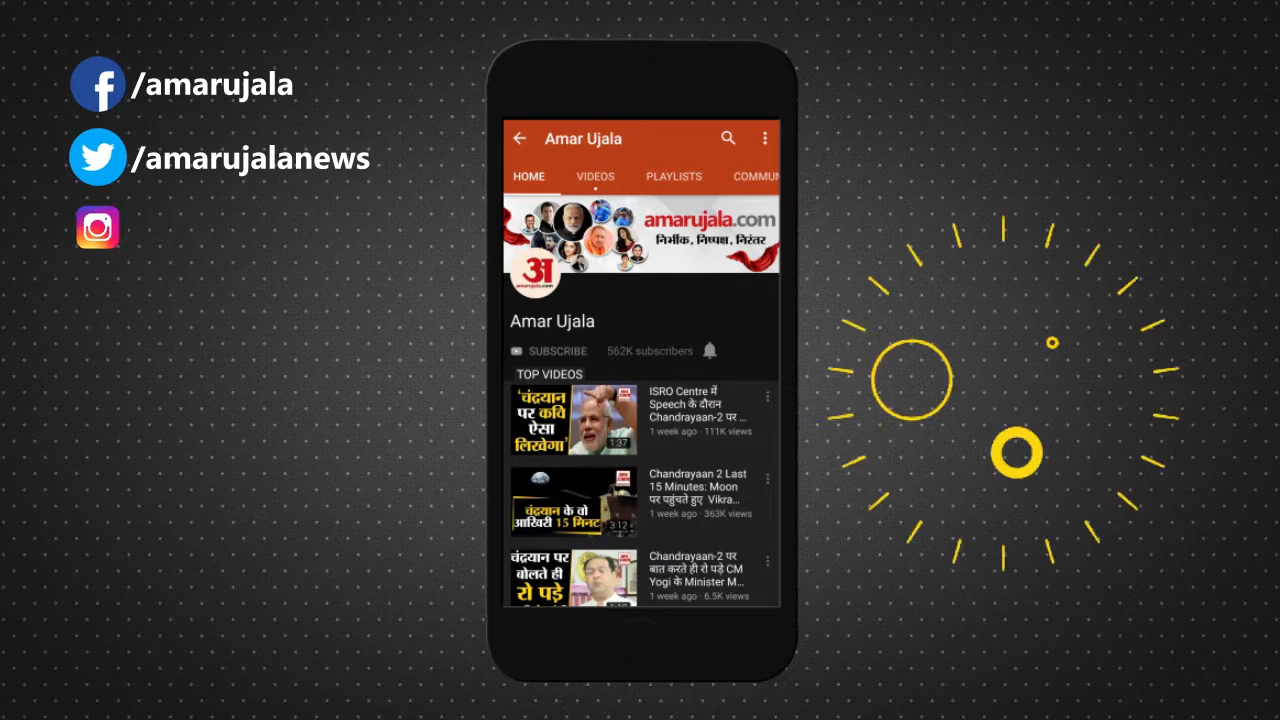 /amarujala
/amarujalanews
Amar Ujala
HOME VIDEOS PLAYLISTS COMMUN
amarujala.com
निर्भीक, निष्पक्ष, निरंतर
अ
amarujala.com
Amar Ujala
SUBSCRIBE 562K subscribers
TOP VIDEOS
'चंद्रयान
पर कवि
ऐसा
लिखेगा'
1:37
ISRO Centre में
Speech के दौरान
Chandrayaan-2 पर ...
1 week ago · 111K views
चंद्रयान के वो
आखिरी 15 मिनट
3:12
Chandrayaan 2 Last
15 Minutes: Moon
पर पहुंचते हुए Vikra...
1 week ago · 363K views
चंद्रयान पर
बोलते ही
रो पड़े
Chandrayaan-2 पर
बात करते ही रो पड़े CM
Yogi के Minister M...
1 week ago · 6.5K views